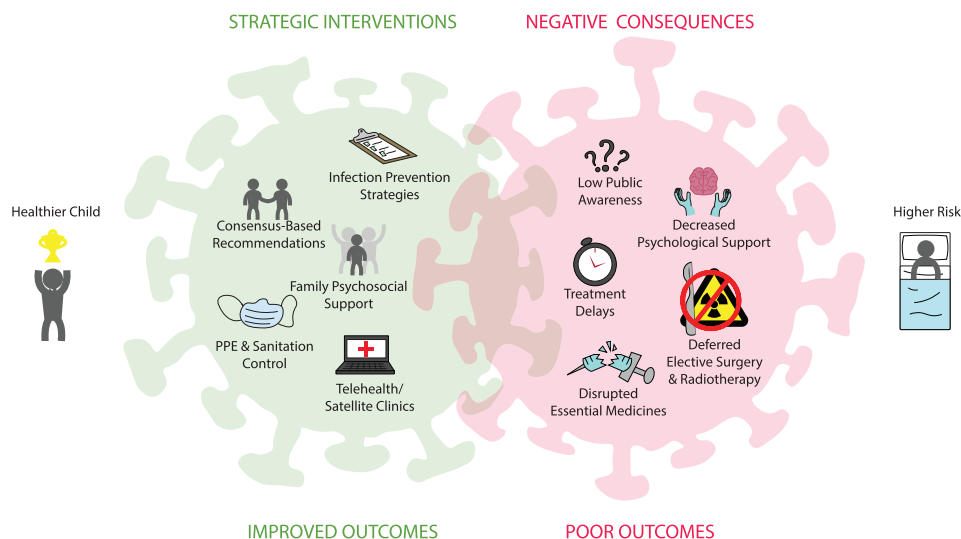 STRATEGIC INTERVENTIONS
NEGATIVE CONSEQUENCES
Infection Prevention
Strategies
Consensus-Based
Recommendations
Family Psychosocial
Support
PPE & Sanitation
Control
Telehealth/
Satellite Clinics
Healthier Child
Low Public
Awareness
Decreased
Psychological Support
Treatment
Delays
Deferred
Elective Surgery
& Radiotherapy
Disrupted
Essential Medicines
Higher Risk
IMPROVED OUTCOMES
POOR OUTCOMES